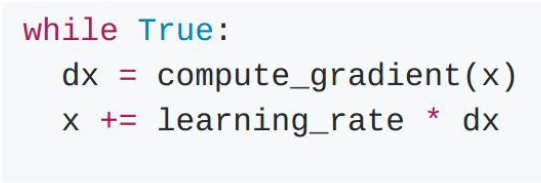 while True:
  dx = compute_gradient(x)
  x += learning_rate * dx